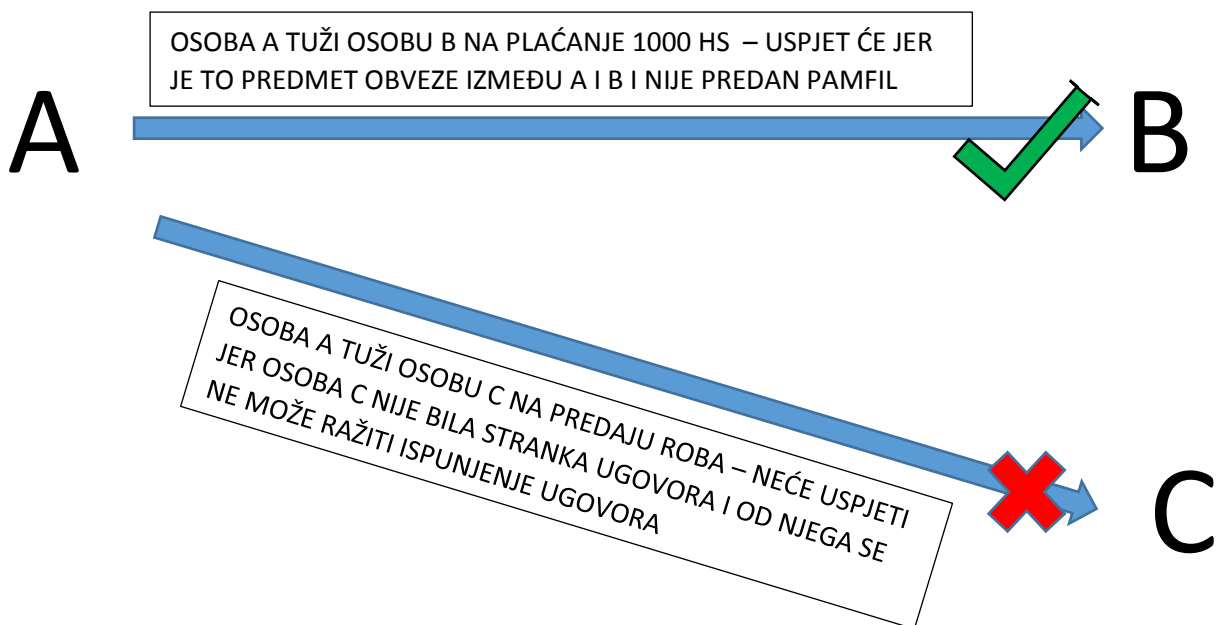 OSOBA A TUŽI OSOBU B NA PLAĆANJE 1000 HS – USPJET ĆE JER
JE TO PREDMET OBVEZE IZMEĐU A I B I NIJE PREDAN PAMFIL
A
B
OSOBA A TUŽI OSOBU C NA PREDAJU ROBA – NEĆE USPJETI
JER OSOBA C NIJE BILA STRANKA UGOVORA I OD NJEGA SE
NE MOŽE RAŽITI ISPUNJENJE UGOVORA
C